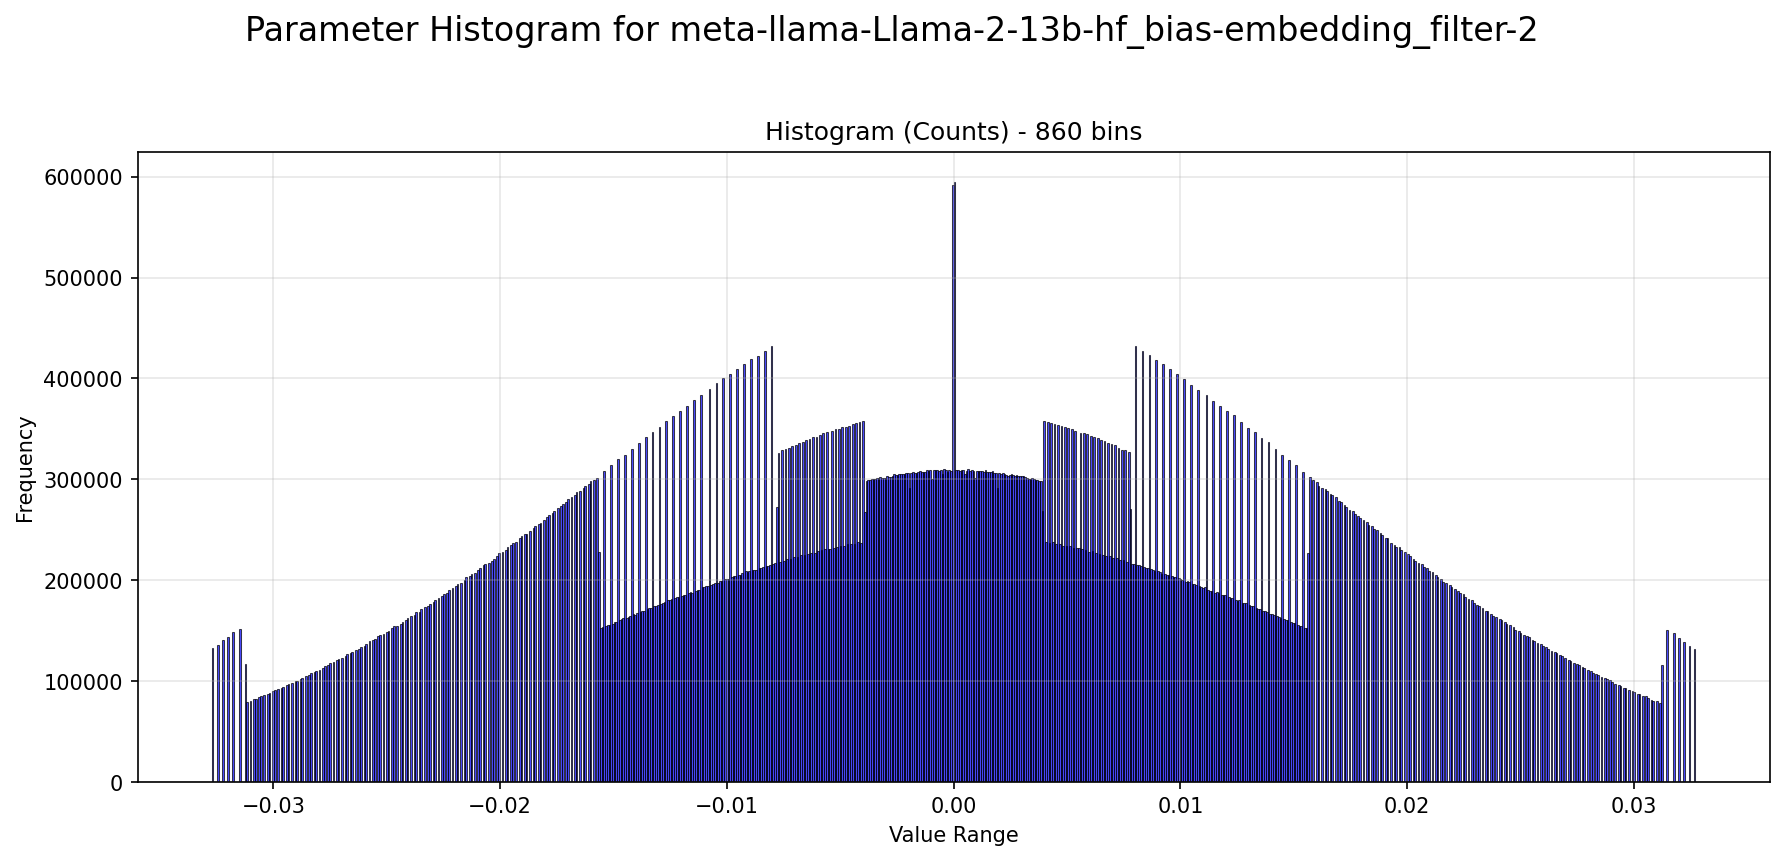 Parameter Histogram for meta-llama-Llama-2-13b-hf_bias-embedding_filter-2
Histogram (Counts) - 860 bins
600000
500000
400000
300000
200000
100000
0
Frequency
−0.03 −0.02 −0.01 0.00 0.01 0.02 0.03
Value Range